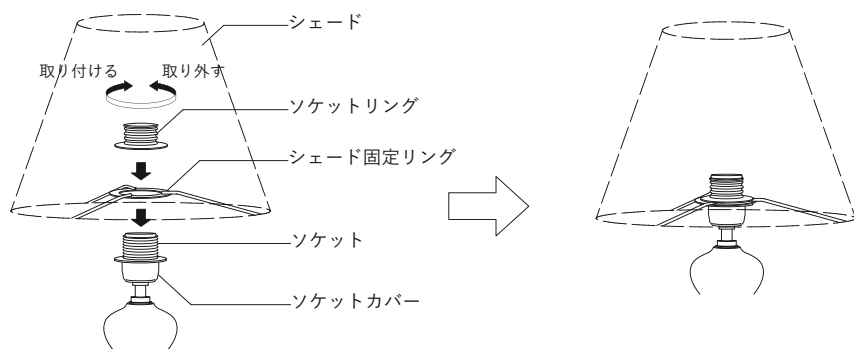 シェード
取り付ける
取り外す
ソケットリング
シェード固定リング
ソケット
ソケットカバー